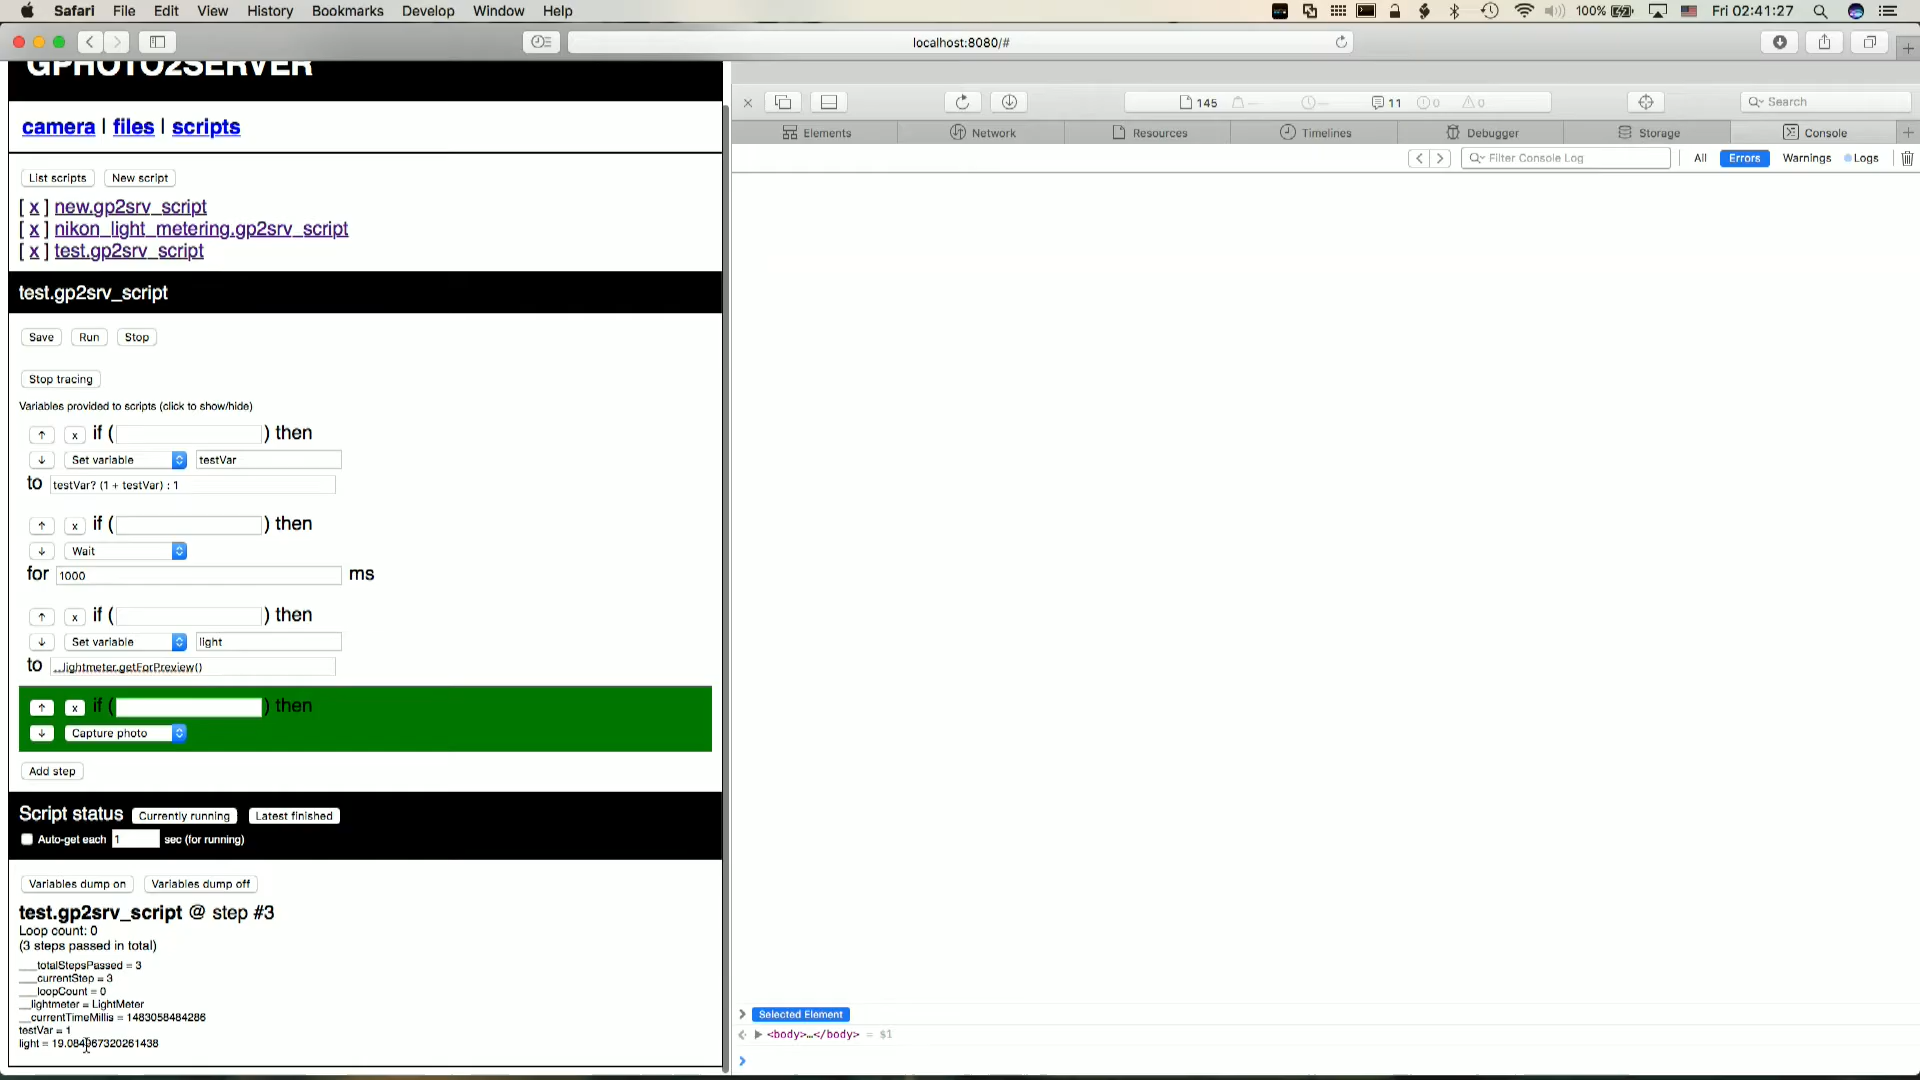 Safari File Edit View History Bookmarks Develop Window Help 100% Fri 02:41:27
localhost:8080/#
GPHOTO2SERVER
camera | files | scripts
List scripts New script
[ x ] new.gp2srv_script
[ x ] nikon_light_metering.gp2srv_script
[ x ] test.gp2srv_script
test.gp2srv_script
Save Run Stop
Stop tracing
Variables provided to scripts (click to show/hide)
↑ x if ( ) then
↓ Set variable testVar
to testVar? (1 + testVar) : 1
↑ x if ( ) then
↓ Wait
for 1000 ms
↑ x if ( ) then
↓ Set variable light
to __lightmeter.getForPreview()
↑ x if ( ) then
↓ Capture photo
Add step
Script status Currently running Latest finished
Auto-get each 1 sec (for running)
Variables dump on Variables dump off
test.gp2srv_script @ step #3
Loop count: 0
(3 steps passed in total)
___totalStepsPassed = 3
___currentStep = 3
___loopCount = 0
__lightmeter = LightMeter
__currentTimeMillis = 1483058484286
testVar = 1
light = 19.084967320261438
145 — — 11 0 0 Search
Elements Network Resources Timelines Debugger Storage Console
Filter Console Log All Errors Warnings Logs
Selected Element
<body>…</body> = $1